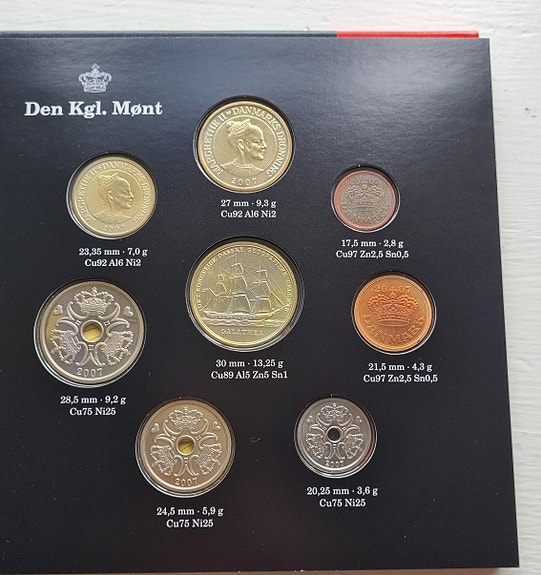 Den Kgl. Mønt
MARGRETHE II DANMARKS DRONNING
2007
27 mm · 9,3 g
Cu92 Al6 Ni2
23,35 mm · 7,0 g
Cu92 Al6 Ni2
17,5 mm · 2,8 g
Cu97 Zn2,5 Sn0,5
GALATHEA
30 mm · 13,25 g
Cu89 Al5 Zn5 Sn1
20 07
DANMARK
21,5 mm · 4,3 g
Cu97 Zn2,5 Sn0,5
2007
28,5 mm · 9,2 g
Cu75 Ni25
2007
24,5 mm · 5,9 g
Cu75 Ni25
2007
20,25 mm · 3,6 g
Cu75 Ni25